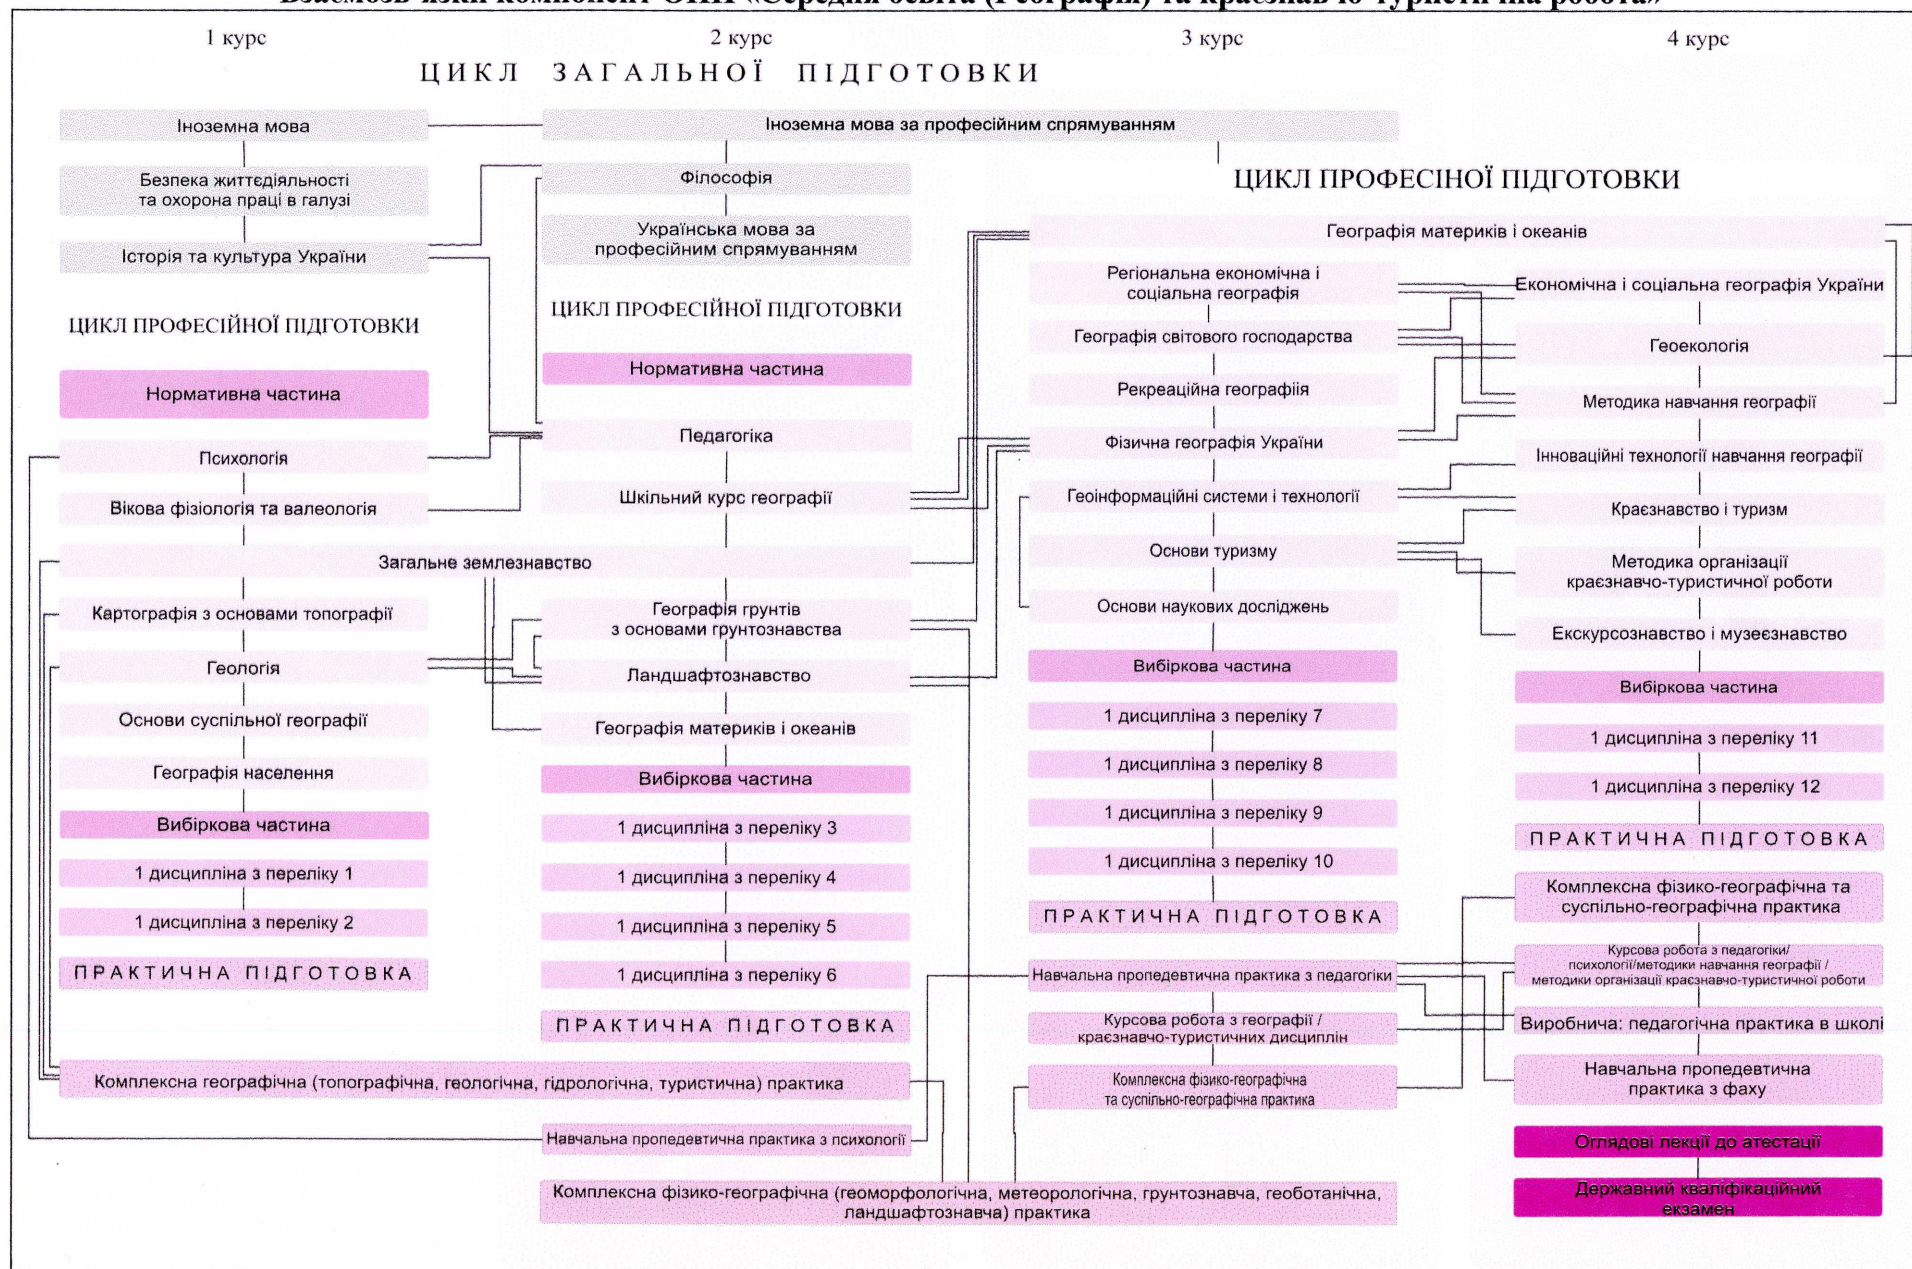 Взаємозв'язки компонент ОПП «Середня освіта (Географія) та краєзнавчо-туристична робота»
1 курс
2 курс
3 курс
4 курс
ЦИКЛ ЗАГАЛЬНОЇ ПІДГОТОВКИ
Іноземна мова
Іноземна мова за професійним спрямуванням
Безпека життєдіяльності
та охорона праці в галузі
Історія та культура України
ЦИКЛ ПРОФЕСІЙНОЇ ПІДГОТОВКИ
Нормативна частина
Психологія
Вікова фізіологія та валеологія
Загальне землезнавство
Картографія з основами топографії
Геологія
Основи суспільної географії
Географія населення
Вибіркова частина
1 дисципліна з переліку 1
1 дисципліна з переліку 2
ПРАКТИЧНА ПІДГОТОВКА
Комплексна географічна (топографічна, геологічна, гідрологічна, туристична) практика
Філософія
Українська мова за
професійним спрямуванням
ЦИКЛ ПРОФЕСІЙНОЇ ПІДГОТОВКИ
Нормативна частина
Педагогіка
Шкільний курс географії
Географія грунтів
з основами грунтознавства
Ландшафтознавство
Географія материків і океанів
Вибіркова частина
1 дисципліна з переліку 3
1 дисципліна з переліку 4
1 дисципліна з переліку 5
1 дисципліна з переліку 6
ПРАКТИЧНА ПІДГОТОВКА
Навчальна пропедевтична практика з психології
Комплексна фізико-географічна (геоморфологічна, метеорологічна, грунтознавча, геоботанічна,
ландшафтознавча) практика
ЦИКЛ ПРОФЕСІНОЇ ПІДГОТОВКИ
Географія материків і океанів
Регіональна економічна і
соціальна географія
Географія світового господарства
Рекреаційна географіія
Фізична географія України
Геоінформаційні системи і технології
Основи туризму
Основи наукових досліджень
Вибіркова частина
1 дисципліна з переліку 7
1 дисципліна з переліку 8
1 дисципліна з переліку 9
1 дисципліна з переліку 10
ПРАКТИЧНА ПІДГОТОВКА
Навчальна пропедевтична практика з педагогіки
Курсова робота з географії /
краєзнавчо-туристичних дисциплін
Комплексна фізико-географічна
та суспільно-географічна практика
Економічна і соціальна географія України
Геоекологія
Методика навчання географії
Інноваційні технології навчання географії
Краєзнавство і туризм
Методика організації
краєзнавчо-туристичної роботи
Екскурсознавство і музеєзнавство
Вибіркова частина
1 дисципліна з переліку 11
1 дисципліна з переліку 12
ПРАКТИЧНА ПІДГОТОВКА
Комплексна фізико-географічна та
суспільно-географічна практика
Курсова робота з педагогіки/
психології/методики навчання географії /
методики організації краєзнавчо-туристичної роботи
Виробнича: педагогічна практика в школі
Навчальна пропедевтична
практика з фаху
Оглядові лекції до атестації
Державний кваліфікаційний
екзамен